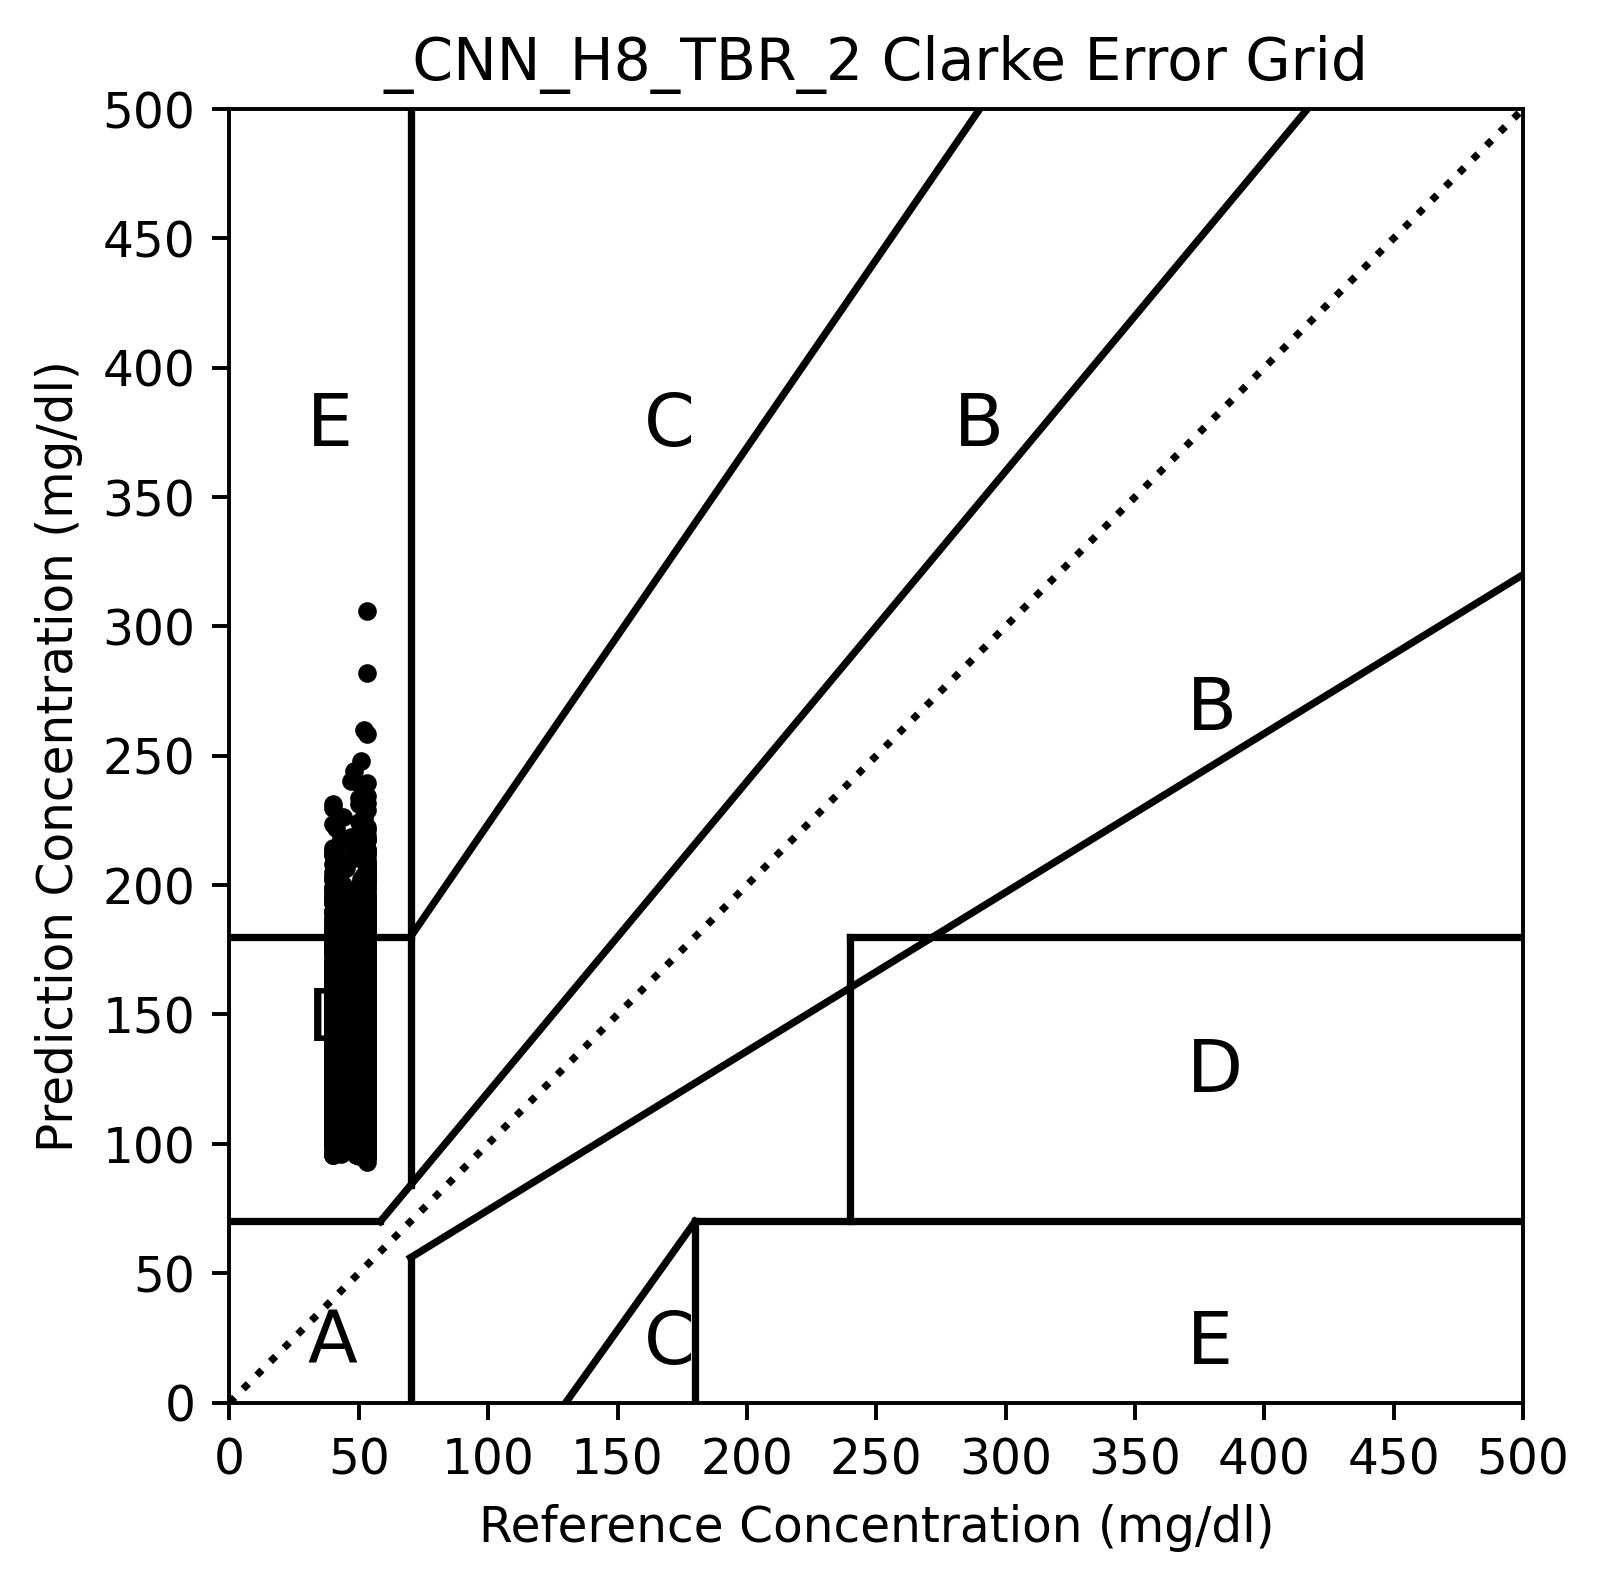 _CNN_H8_TBR_2 Clarke Error Grid
500
450
400
350
300
250
200
150
100
50
0
Prediction Concentration (mg/dl)
E
C
B
B
D
A
C
E
0 50 100 150 200 250 300 350 400 450 500
Reference Concentration (mg/dl)